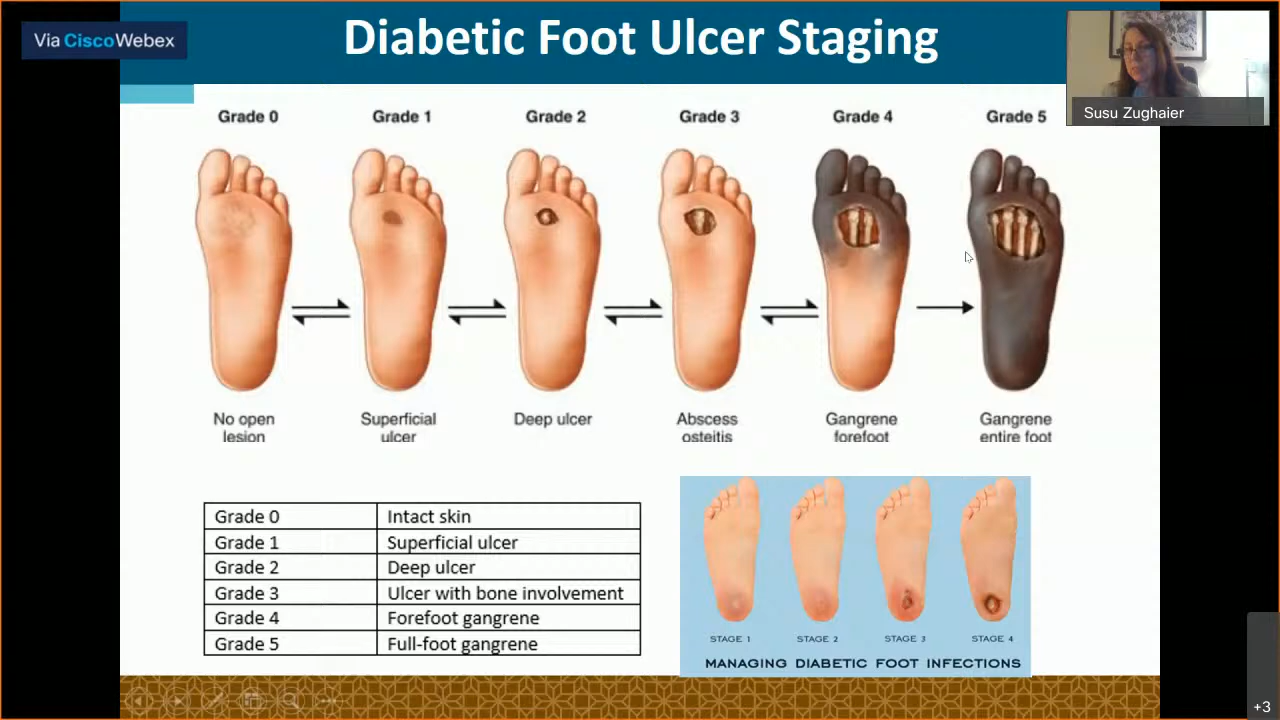 Via CiscoWebex
Diabetic Foot Ulcer Staging
Susu Zughaier
Grade 0
Grade 1
Grade 2
Grade 3
Grade 4
Grade 5
No open
lesion
Superficial
ulcer
Deep ulcer
Abscess
osteitis
Gangrene
forefoot
Gangrene
entire foot
Grade 0 Intact skin
Grade 1 Superficial ulcer
Grade 2 Deep ulcer
Grade 3 Ulcer with bone involvement
Grade 4 Forefoot gangrene
Grade 5 Full-foot gangrene
STAGE 1
STAGE 2
STAGE 3
STAGE 4
MANAGING DIABETIC FOOT INFECTIONS
+3